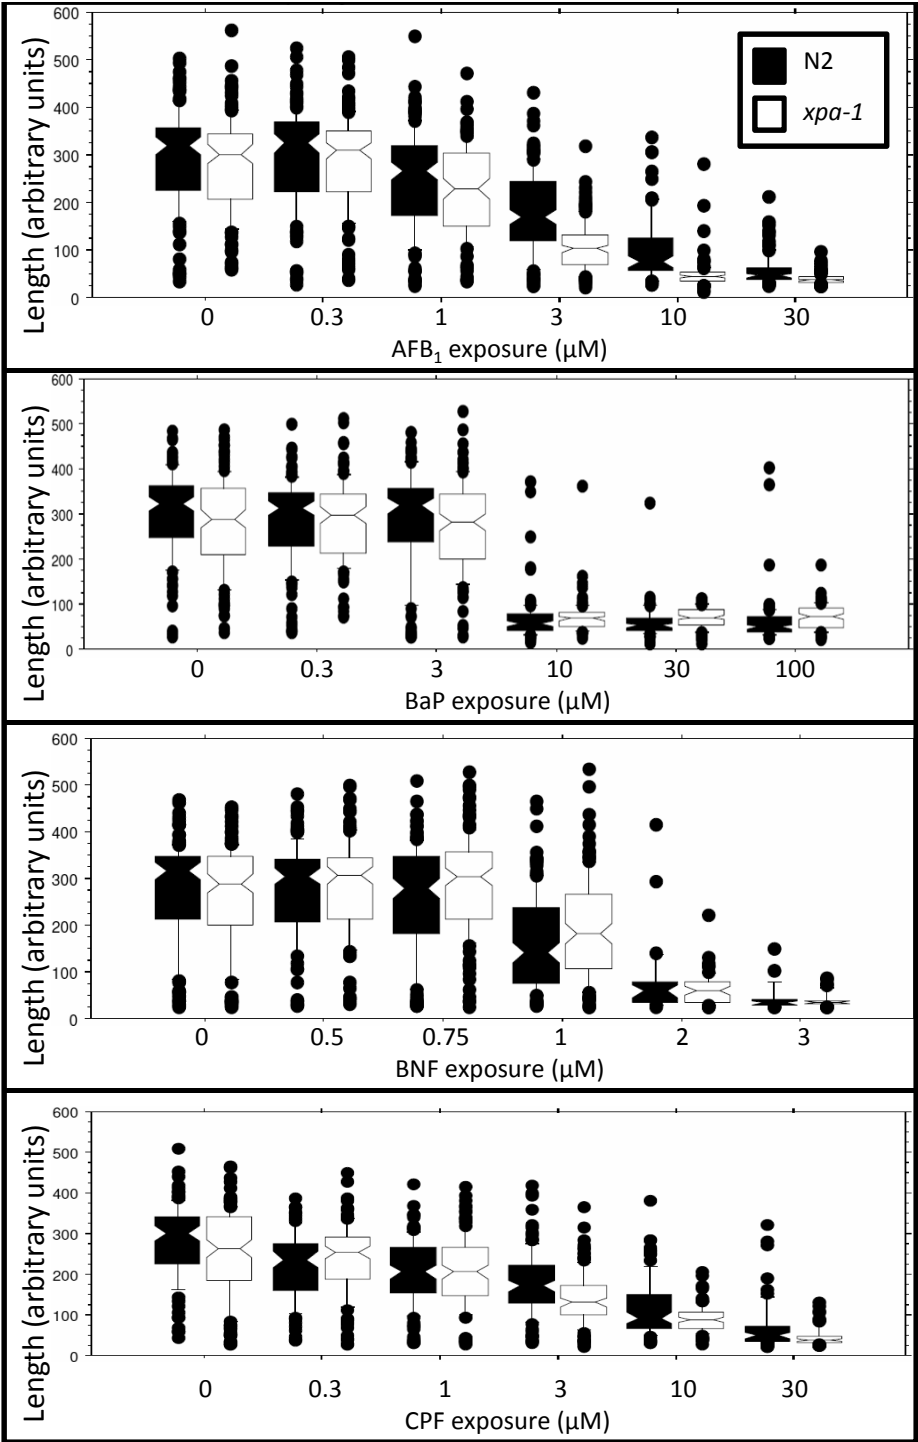 Length (arbitrary units)
600
500
400
300
200
100
0
N2
xpa-1
0 0.3 1 3 10 30
AFB₁ exposure (µM)
Length (arbitrary units)
600
500
400
300
200
100
0
0 0.3 3 10 30 100
BaP exposure (µM)
Length (arbitrary units)
600
500
400
300
200
100
0
0 0.5 0.75 1 2 3
BNF exposure (µM)
Length (arbitrary units)
600
500
400
300
200
100
0
0 0.3 1 3 10 30
CPF exposure (µM)